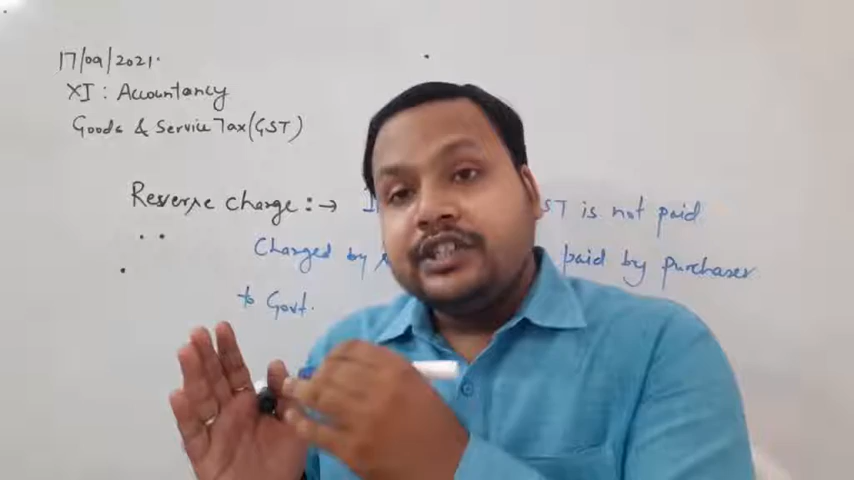 17/09/2021.
XI : Accountancy
Goods & Service Tax (GST)
Reverse Charge :→ ST is not paid
Charged by paid by purchaser
to Govt.